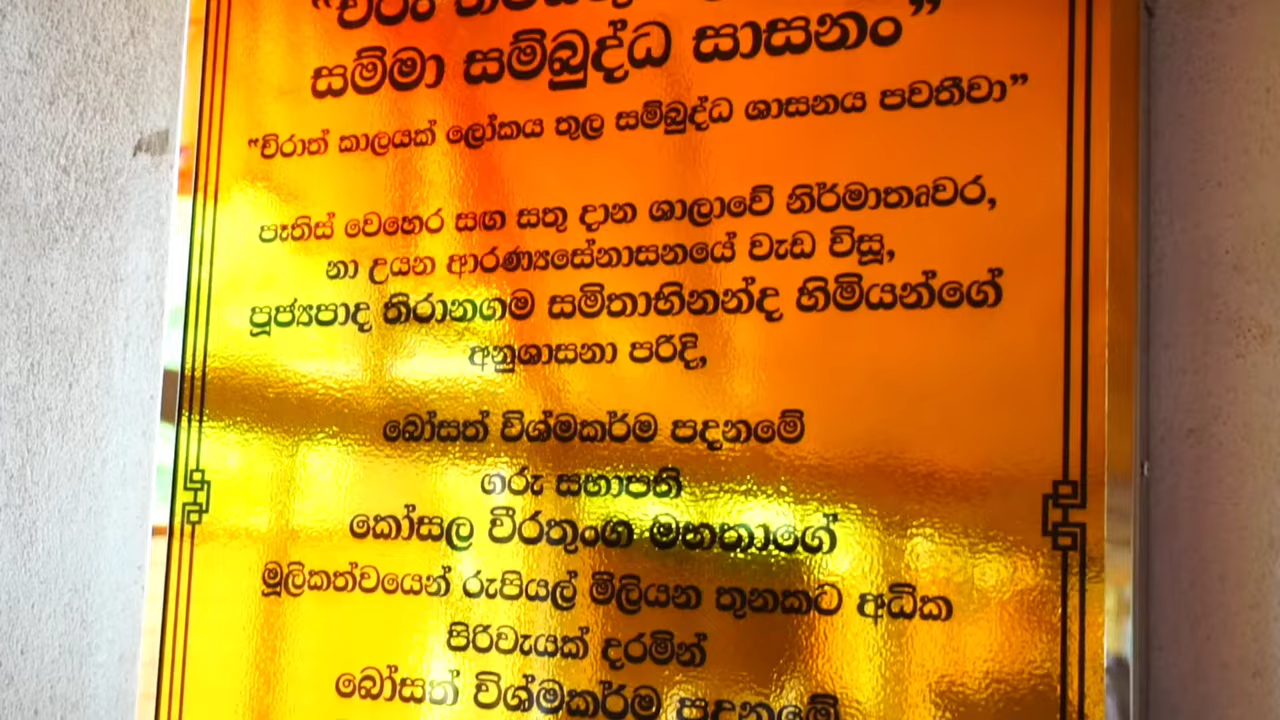 සම්මා සම්බුද්ධ සාසනං”
“චිරාත් කාලයක් ලෝකය තුල සම්බුද්ධ ශාසනය පවතීවා”
පැතිස් වෙහෙර සඟ සතු දාන ශාලාවේ නිර්මාතෘවර,
නා උයන ආරණ්‍යසේනාසනයේ වැඩ විසූ,
පූජ්‍යපාද තිරානගම සමිතාභිනන්ද හිමියන්ගේ
අනුශාසනා පරිදි,
බෝසත් විශ්මකර්ම පදනමේ
ගරු සභාපති
කෝසල වීරතුංග මහතාගේ
මූලිකත්වයෙන් රුපියල් මිලියන තුනකට අධික
පිරිවැයක් දරමින්
බෝසත් විශ්මකර්ම පදනමේ